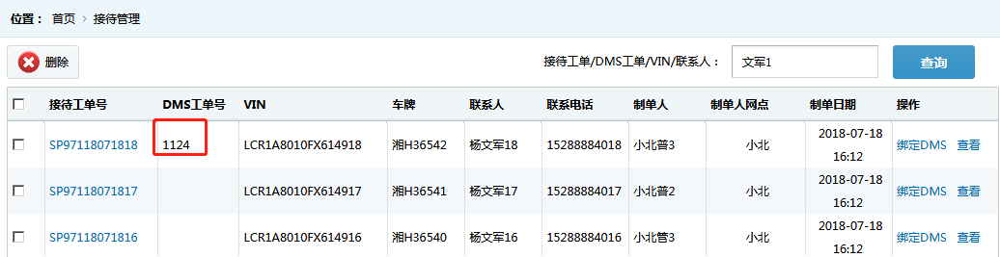 位置： 首页 › 接待管理
删除 接待工单/DMS工单/VIN/联系人： 文军1 查询
接待工单号 DMS工单号 VIN 车牌 联系人 联系电话 制单人 制单人网点 制单日期 操作
SP97118071818 1124 LCR1A8010FX614918 湘H36542 杨文军18 15288884018 小北普3 小北 2018-07-18 16:12 绑定DMS 查看
SP97118071817 LCR1A8010FX614917 湘H36541 杨文军17 15288884017 小北普2 小北 2018-07-18 16:12 绑定DMS 查看
SP97118071816 LCR1A8010FX614916 湘H36540 杨文军16 15288884016 小北管3 小北 2018-07-18 16:12 绑定DMS 查看